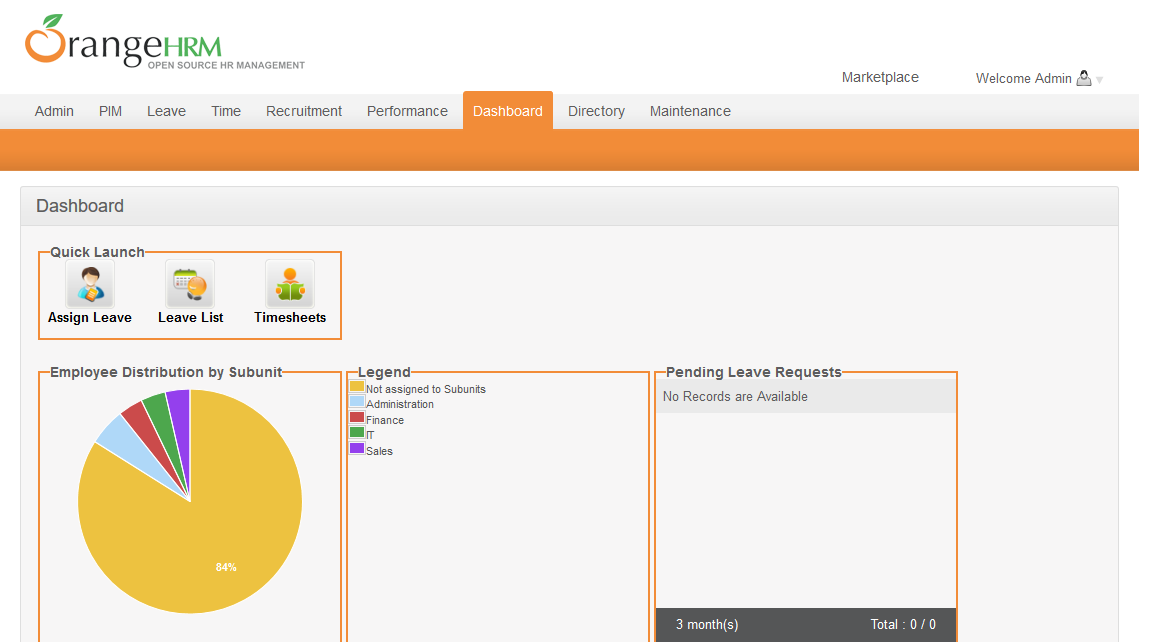 OrangeHRM
OPEN SOURCE HR MANAGEMENT
Marketplace
Welcome Admin
Admin PIM Leave Time Recruitment Performance Dashboard Directory Maintenance
Dashboard
Quick Launch
Assign Leave Leave List Timesheets
Employee Distribution by Subunit
84%
Legend
Not assigned to Subunits
Administration
Finance
IT
Sales
Pending Leave Requests
No Records are Available
3 month(s) Total : 0 / 0